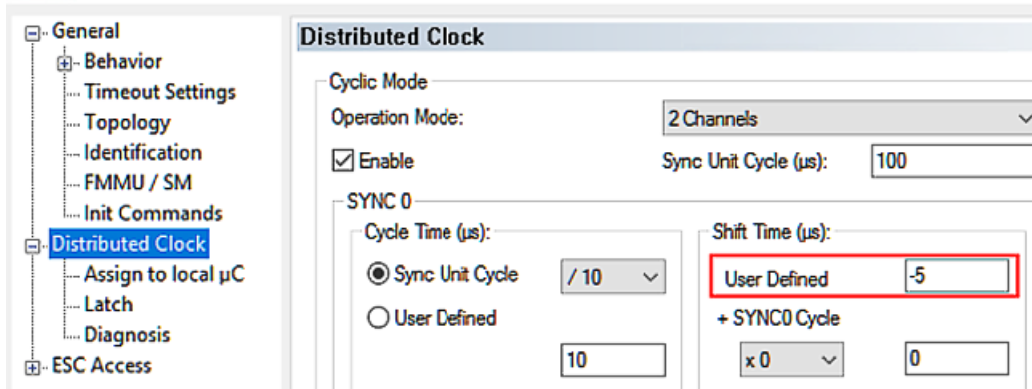 General
Behavior
Timeout Settings
Topology
Identification
FMMU / SM
Init Commands
Distributed Clock
Assign to local µC
Latch
Diagnosis
ESC Access
Distributed Clock
Cyclic Mode
Operation Mode:
2 Channels
Enable
Sync Unit Cycle (µs):
100
SYNC 0
Cycle Time (µs):
Sync Unit Cycle
/ 10
User Defined
10
Shift Time (µs):
User Defined
-5
+ SYNC0 Cycle
x 0
0